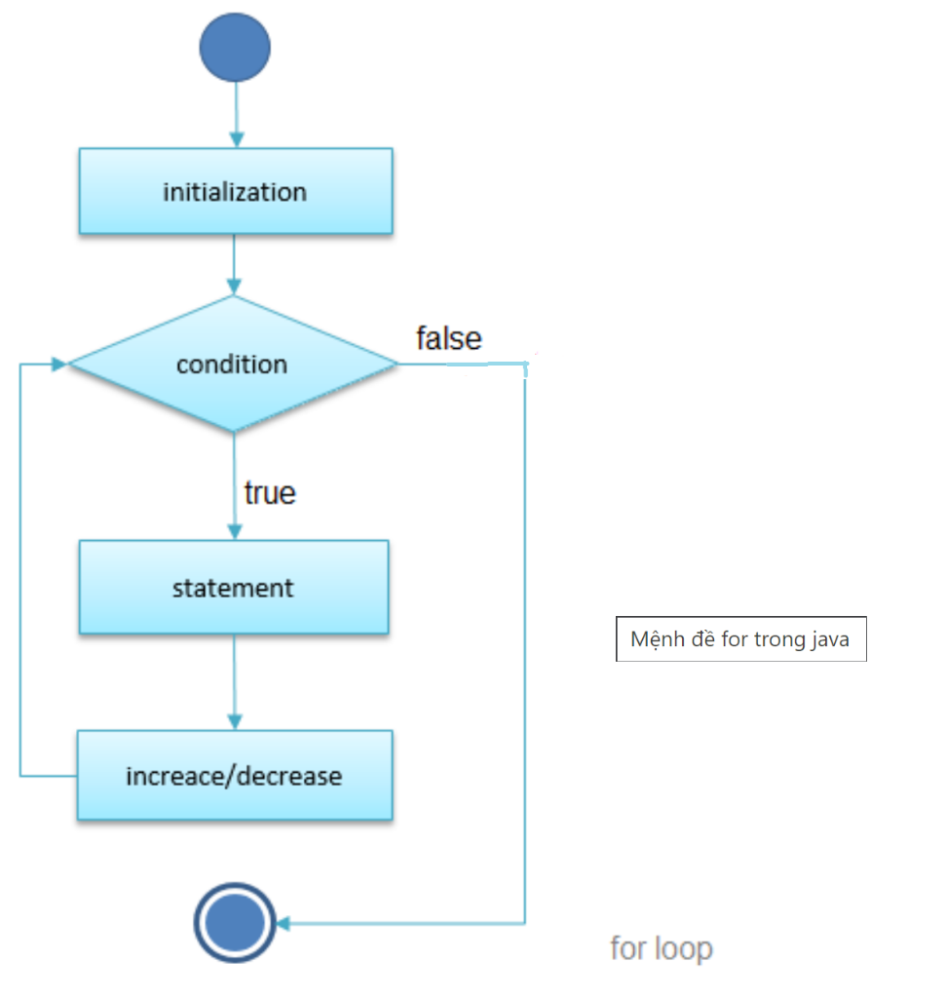 initialization
condition
false
true
statement
Mệnh đề for trong java
increace/decrease
for loop